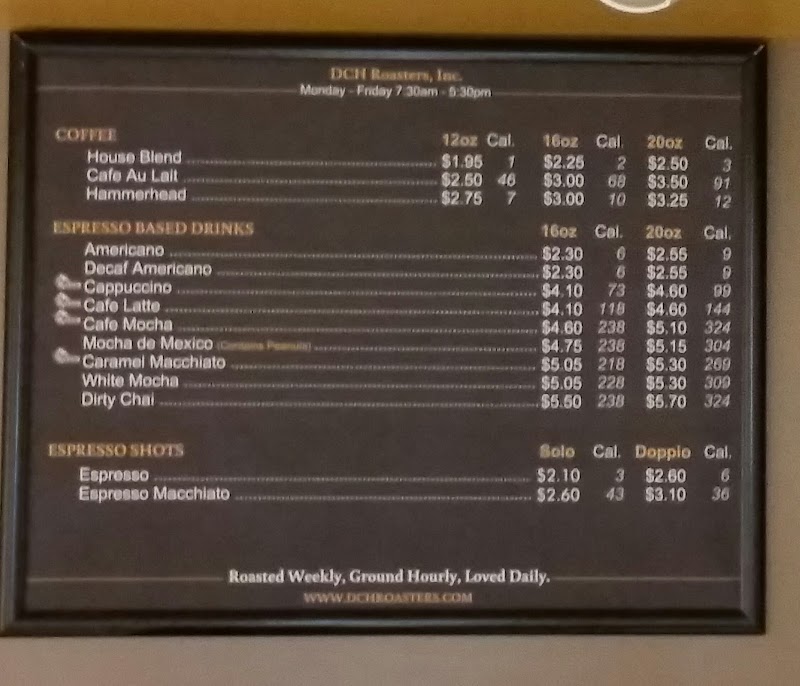 DCH Roasters, Inc.
Monday - Friday 7:30am - 5:30pm
COFFEE 12oz Cal. 16oz Cal. 20oz Cal.
House Blend $1.95 1 $2.25 2 $2.50 3
Cafe Au Lait $2.50 46 $3.00 68 $3.50 91
Hammerhead $2.75 7 $3.00 10 $3.25 12
ESPRESSO BASED DRINKS 16oz Cal. 20oz Cal.
Americano $2.30 6 $2.55 9
Decaf Americano $2.30 6 $2.55 9
Cappuccino $4.10 73 $4.60 99
Cafe Latte $4.10 118 $4.60 144
Cafe Mocha $4.60 238 $5.10 324
Mocha de Mexico (Contains Peanuts) $4.75 238 $5.15 304
Caramel Macchiato $5.05 218 $5.30 269
White Mocha $5.05 228 $5.30 309
Dirty Chai $5.50 238 $5.70 324
ESPRESSO SHOTS Solo Cal. Doppio Cal.
Espresso $2.10 3 $2.60 6
Espresso Macchiato $2.60 43 $3.10 36
Roasted Weekly, Ground Hourly, Loved Daily.
WWW.DCHROASTERS.COM